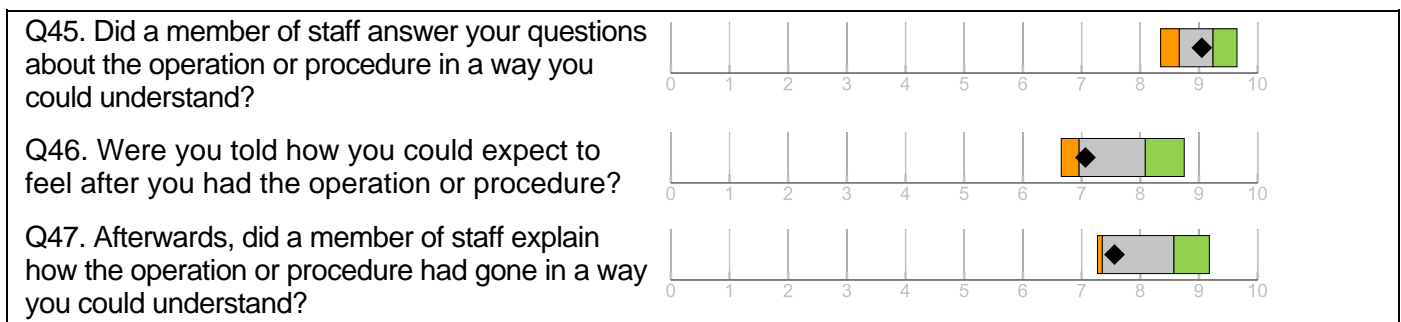 Q45. Did a member of staff answer your questions
about the operation or procedure in a way you
could understand?
0 1 2 3 4 5 6 7 8 9 10
Q46. Were you told how you could expect to
feel after you had the operation or procedure?
0 1 2 3 4 5 6 7 8 9 10
Q47. Afterwards, did a member of staff explain
how the operation or procedure had gone in a way
you could understand?
0 1 2 3 4 5 6 7 8 9 10